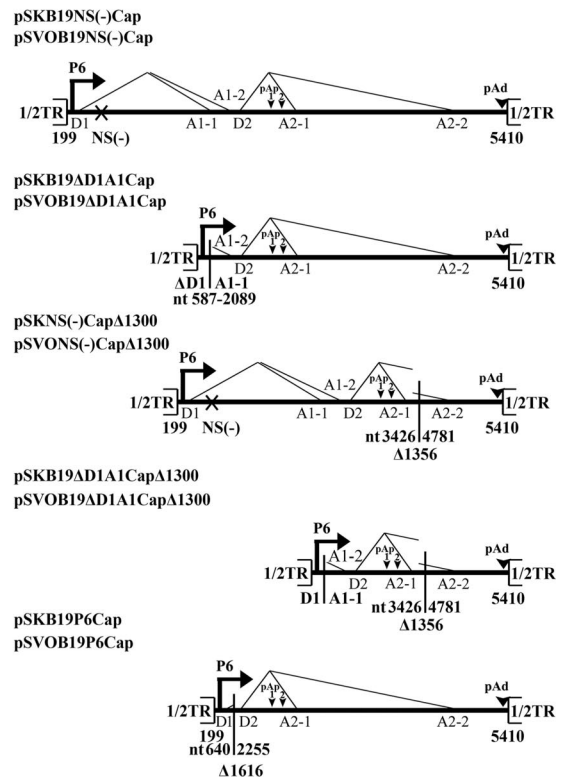 pSKB19NS(-)Cap
pSVOB19NS(-)Cap
P6
A1-2
pAp
1 2
pAd
1/2TR
1/2TR
D1
A1-1
D2
A2-1
A2-2
199
NS(-)
5410
pSKB19ΔD1A1Cap
pSVOB19ΔD1A1Cap
P6
A1-2
pAp
1 2
pAd
1/2TR
1/2TR
D2
A2-1
A2-2
ΔD1 A1-1
5410
nt 587-2089
pSKNS(-)CapΔ1300
pSVONS(-)CapΔ1300
P6
A1-2
pAp
1 2
pAd
1/2TR
1/2TR
D1
A1-1
D2
A2-1
A2-2
199
NS(-)
nt 3426 4781
5410
Δ1356
pSKB19ΔD1A1CapΔ1300
pSVOB19ΔD1A1CapΔ1300
P6
A1-2
pAp
1 2
pAd
1/2TR
1/2TR
D2
A2-1
A2-2
D1 A1-1
nt 3426 4781
5410
Δ1356
pSKB19P6Cap
pSVOB19P6Cap
P6
pAp
1 2
pAd
1/2TR
1/2TR
D1
D2
A2-1
A2-2
199
5410
nt 640 2255
Δ1616